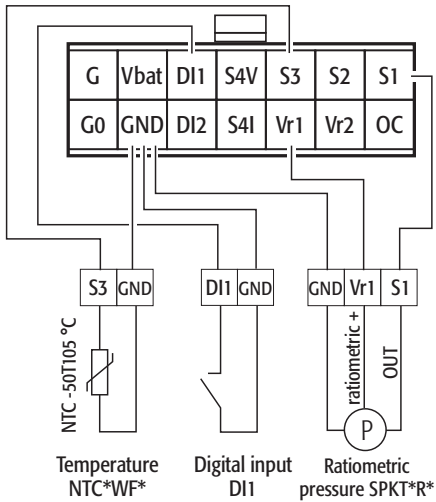 G Vbat DI1 S4V S3 S2 S1
G0 GND DI2 S4I Vr1 Vr2 OC
S3 GND
DI1 GND
GND Vr1 S1
NTC -50T105 °C
ratiometric +
OUT
P
Temperature
NTC*WF*
Digital input
DI1
Ratiometric
pressure SPKT*R*